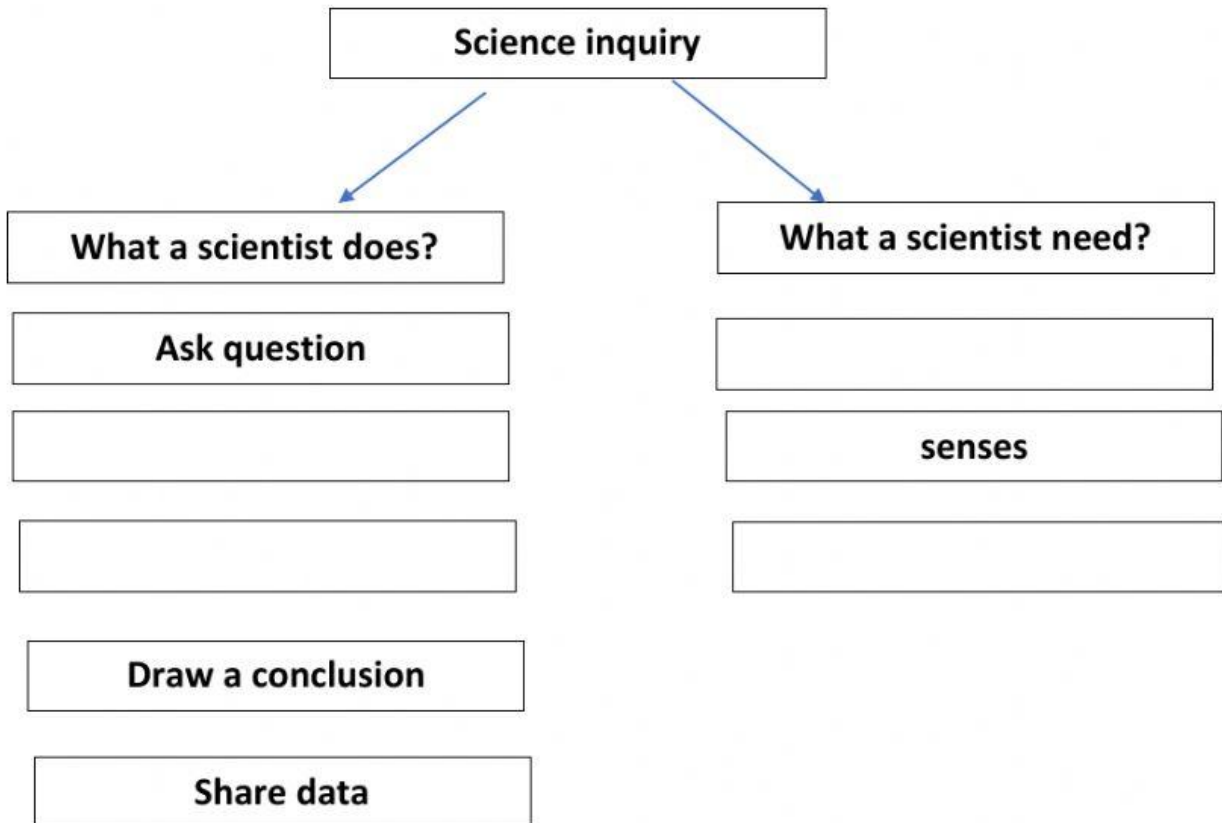 Science inquiry
What a scientist does?
Ask question
Draw a conclusion
Share data
What a scientist need?
senses